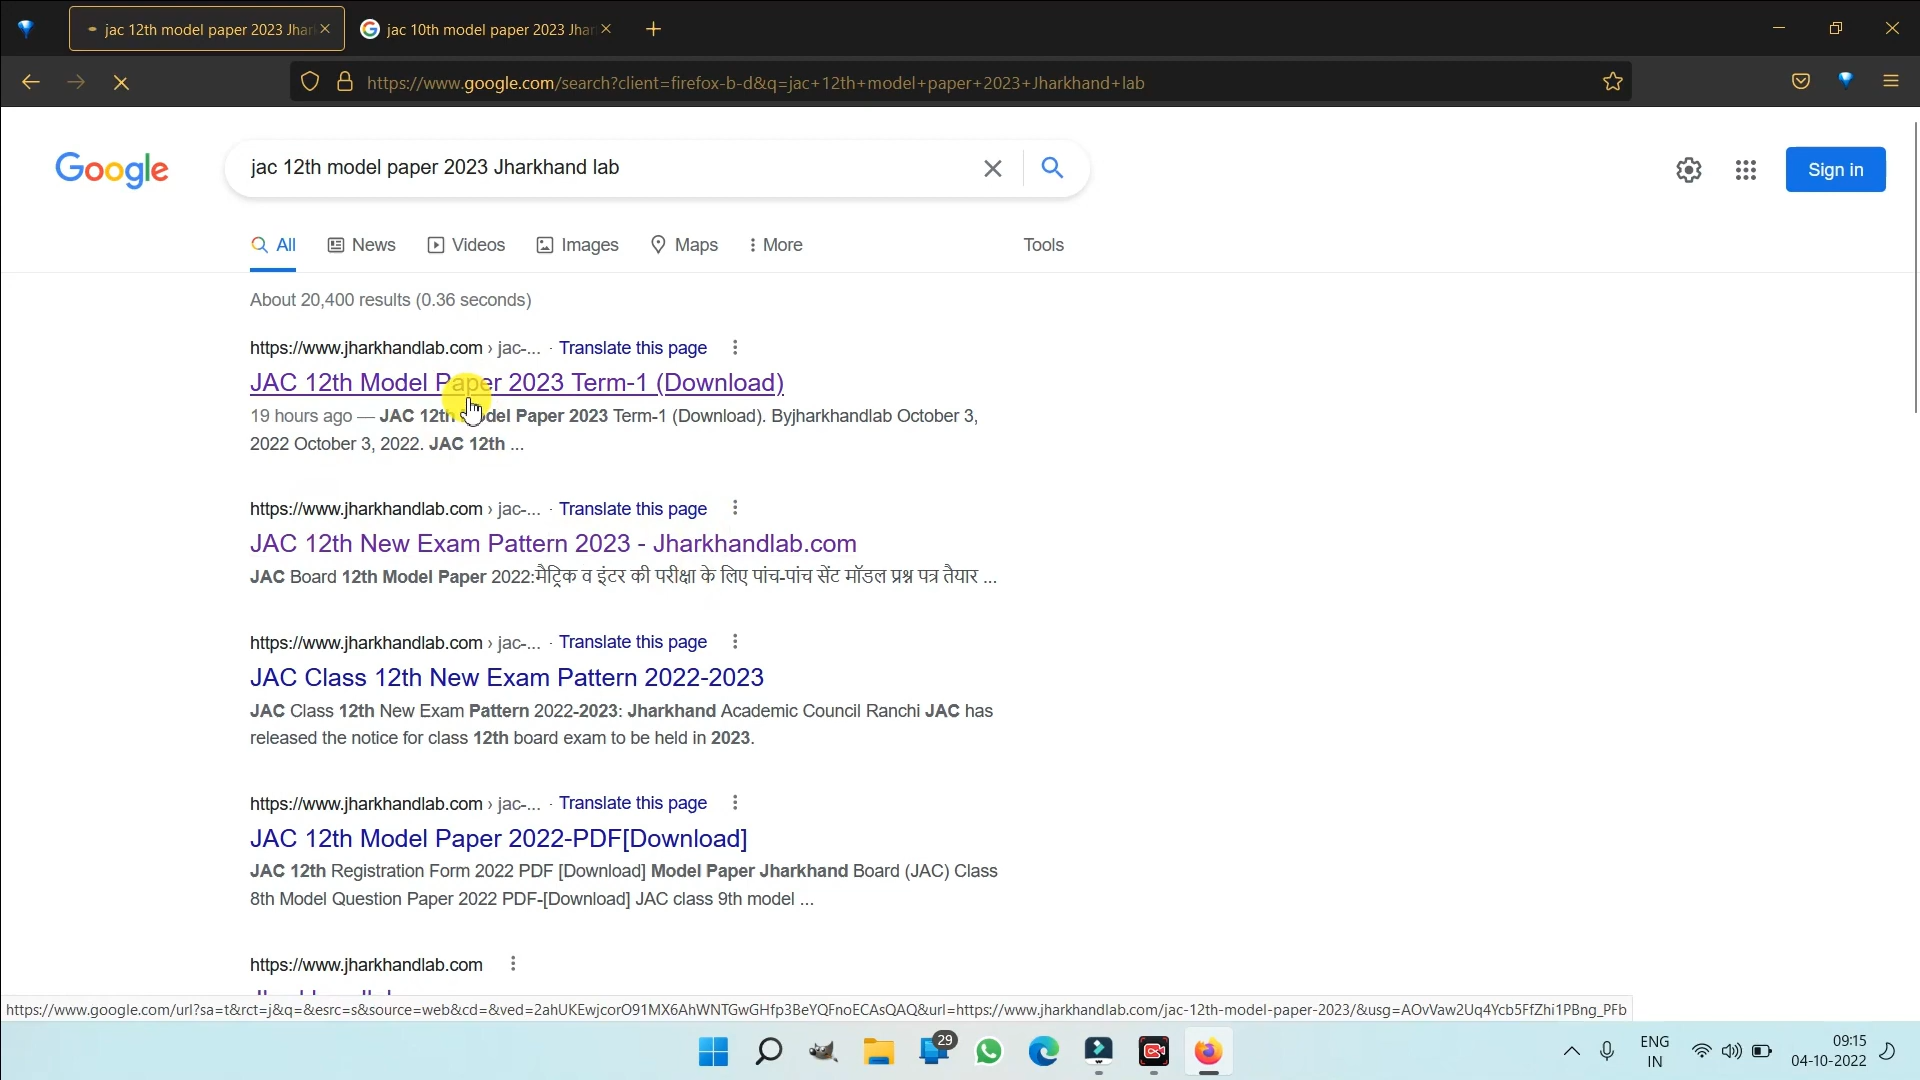 jac 12th model paper 2023 Jhar
jac 10th model paper 2023 Jhar
https://www.google.com/search?client=firefox-b-d&q=jac+12th+model+paper+2023+Jharkhand+lab
Google
jac 12th model paper 2023 Jharkhand lab
Sign in
All
News
Videos
Images
Maps
More
Tools
About 20,400 results (0.36 seconds)
https://www.jharkhandlab.com › jac-... · Translate this page
JAC 12th Model Paper 2023 Term-1 (Download)
19 hours ago — JAC 12th Model Paper 2023 Term-1 (Download). Byjharkhandlab October 3,
2022 October 3, 2022. JAC 12th ...
https://www.jharkhandlab.com › jac-... · Translate this page
JAC 12th New Exam Pattern 2023 - Jharkhandlab.com
JAC Board 12th Model Paper 2022:मैट्रिक व इंटर की परीक्षा के लिए पांच-पांच सेंट मॉडल प्रश्न पत्र तैयार ...
https://www.jharkhandlab.com › jac-... · Translate this page
JAC Class 12th New Exam Pattern 2022-2023
JAC Class 12th New Exam Pattern 2022-2023: Jharkhand Academic Council Ranchi JAC has
released the notice for class 12th board exam to be held in 2023.
https://www.jharkhandlab.com › jac-... · Translate this page
JAC 12th Model Paper 2022-PDF[Download]
JAC 12th Registration Form 2022 PDF [Download] Model Paper Jharkhand Board (JAC) Class
8th Model Question Paper 2022 PDF-[Download] JAC class 9th model ...
https://www.jharkhandlab.com
https://www.google.com/url?sa=t&rct=j&q=&esrc=s&source=web&cd=&ved=2ahUKEwjcorO91MX6AhWNTGwGHfp3BeYQFnoECAsQAQ&url=https://www.jharkhandlab.com/jac-12th-model-paper-2023/&usg=AOvVaw2Uq4Ycb5FfZhi1PBng_PFb
29
ENG
IN
09:15
04-10-2022